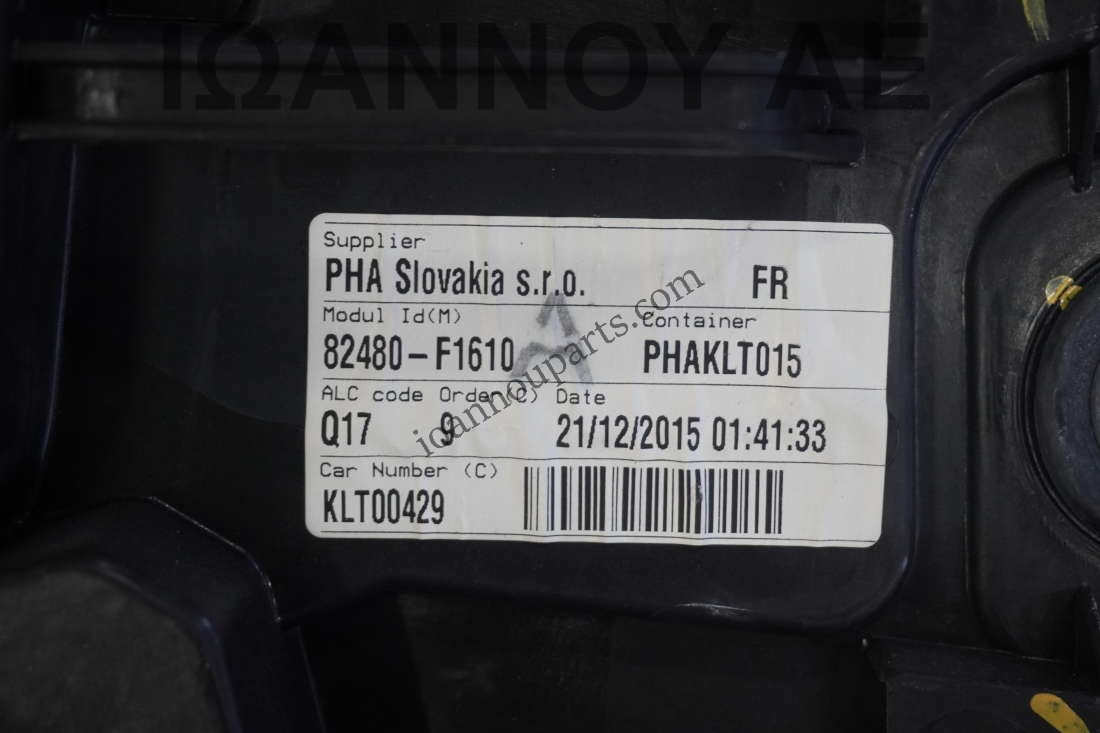 ΙΩΑΝΝΟΥ ΑΕ
Supplier
PHA Slovakia s.r.o. FR
Modul Id(M) Container
82480-F1610 PHAKLT015
A
ALC code Order(C) Date
Q17 9 21/12/2015 01:41:33
Car Number (C)
KLT00429
ioannouparts.com